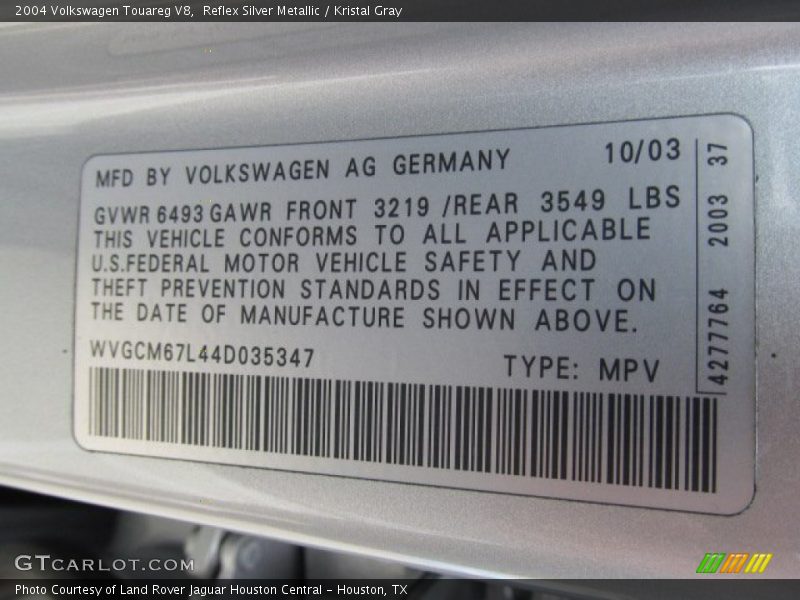 2004 Volkswagen Touareg V8,  Reflex Silver Metallic / Kristal Gray
MFD BY VOLKSWAGEN AG GERMANY 10/03
GVWR 6493 GAWR FRONT 3219 /REAR 3549 LBS
THIS VEHICLE CONFORMS TO ALL APPLICABLE
U.S.FEDERAL MOTOR VEHICLE SAFETY AND
THEFT PREVENTION STANDARDS IN EFFECT ON
THE DATE OF MANUFACTURE SHOWN ABOVE.
WVGCM67L44D035347 TYPE: MPV
4277764 2003 37
GTCARLOT.COM
Photo Courtesy of Land Rover Jaguar Houston Central - Houston, TX